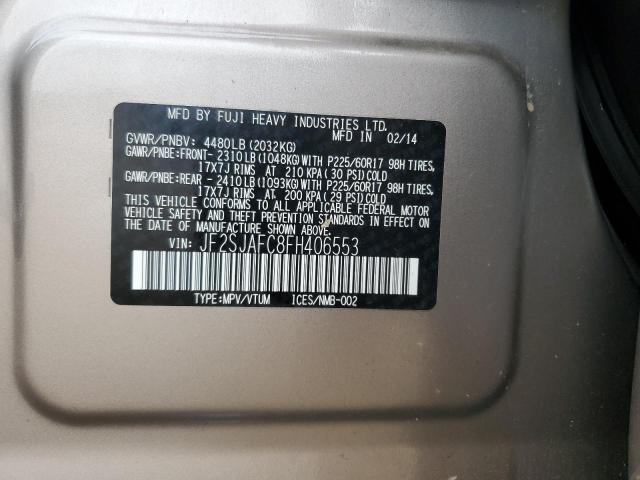 MFD BY FUJI HEAVY INDUSTRIES LTD.
MFD IN 02/14
GVWR/PNBV: 4480LB (2032KG)
GAWR/PNBE:FRONT- 2310LB(1048KG) WITH P225/60R17 98H TIRES,
17X7J RIMS AT 210 KPA ( 30 PSI) COLD
GAWR/PNBE:REAR - 2410LB(1093KG) WITH P225/60R17 98H TIRES,
17X7J RIMS AT 200 KPA ( 29 PSI) COLD
THIS VEHICLE CONFORMS TO ALL APPLICABLE FEDERAL MOTOR
VEHICLE SAFETY AND THEFT PREVENTION STANDARDS IN EFFECT ON
THE DATE OF MANUFACTURE SHOWN ABOVE.
VIN: JF2SJAFC8FH406553
TYPE:MPV/VTUM ICES/NMB-002